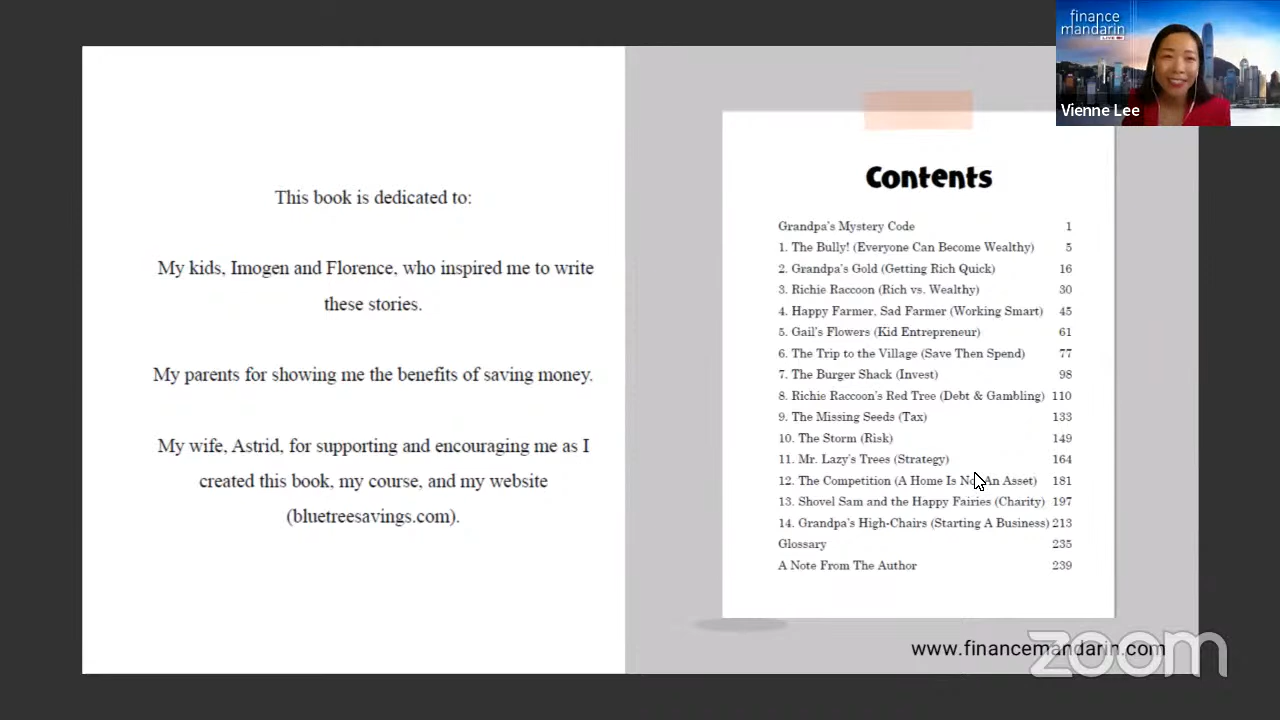 This book is dedicated to:
My kids, Imogen and Florence, who inspired me to write
these stories.
My parents for showing me the benefits of saving money.
My wife, Astrid, for supporting and encouraging me as I
created this book, my course, and my website
(bluetreesavings.com).
Contents
Grandpa's Mystery Code 1
1. The Bully! (Everyone Can Become Wealthy) 5
2. Grandpa's Gold (Getting Rich Quick) 16
3. Richie Raccoon (Rich vs. Wealthy) 30
4. Happy Farmer, Sad Farmer (Working Smart) 45
5. Gail's Flowers (Kid Entrepreneur) 61
6. The Trip to the Village (Save Then Spend) 77
7. The Burger Shack (Invest) 98
8. Richie Raccoon's Red Tree (Debt & Gambling) 110
9. The Missing Seeds (Tax) 133
10. The Storm (Risk) 149
11. Mr. Lazy's Trees (Strategy) 164
12. The Competition (A Home Is Not An Asset) 181
13. Shovel Sam and the Happy Fairies (Charity) 197
14. Grandpa's High-Chairs (Starting A Business) 213
Glossary 235
A Note From The Author 239
www.financemandarin.com
zoom
finance
mandarin
Vienne Lee